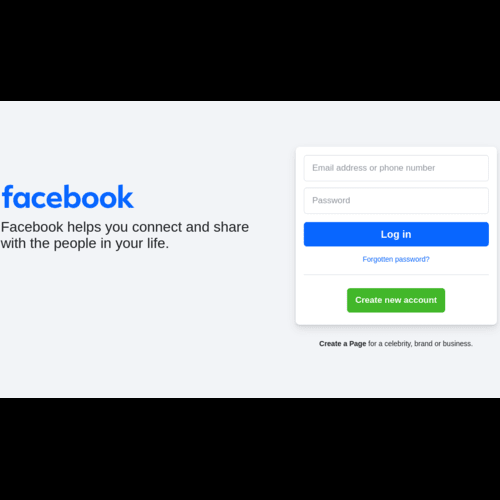 facebook
Facebook helps you connect and share
with the people in your life.
Email address or phone number
Password
Log in
Forgotten password?
Create new account
Create a Page for a celebrity, brand or business.